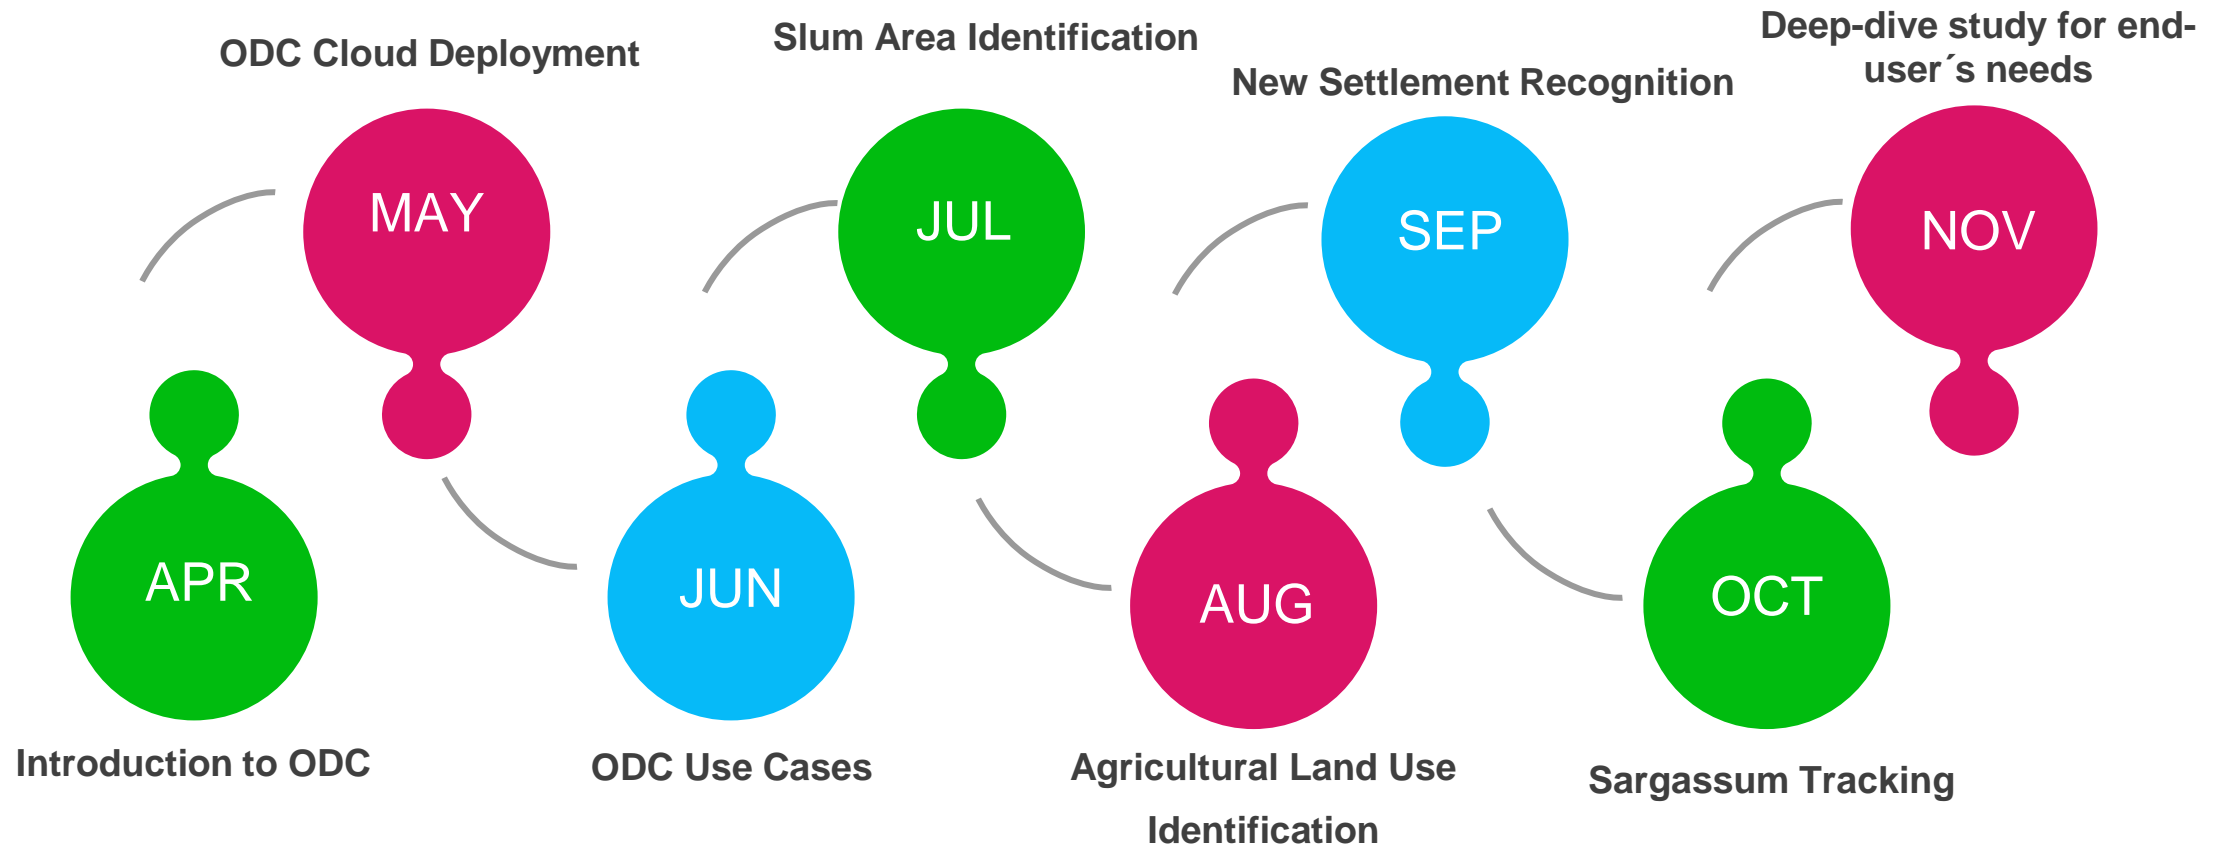 ODC Cloud Deployment
Slum Area Identification
New Settlement Recognition
Deep-dive study for end-
user´s needs
MAY
JUL
SEP
NOV
APR
JUN
AUG
OCT
Introduction to ODC
ODC Use Cases
Agricultural Land Use
Identification
Sargassum Tracking